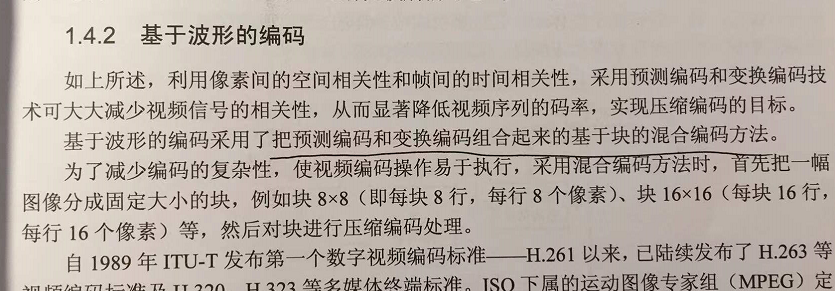 1.4.2 基于波形的编码
如上所述，利用像素间的空间相关性和帧间的时间相关性，采用预测编码和变换编码技
术可大大减少视频信号的相关性，从而显著降低视频序列的码率，实现压缩编码的目标。
基于波形的编码采用了把预测编码和变换编码组合起来的基于块的混合编码方法。
为了减少编码的复杂性，使视频编码操作易于执行，采用混合编码方法时，首先把一幅
图像分成固定大小的块，例如块 8×8（即每块 8 行，每行 8 个像素）、块 16×16（每块 16 行，
每行 16 个像素）等，然后对块进行压缩编码处理。
自 1989 年 ITU-T 发布第一个数字视频编码标准——H.261 以来，已陆续发布了 H.263 等
视频编码标准及 H.320、H.323 等多媒体终端标准。ISO 下属的运动图像专家组（MPEG）定